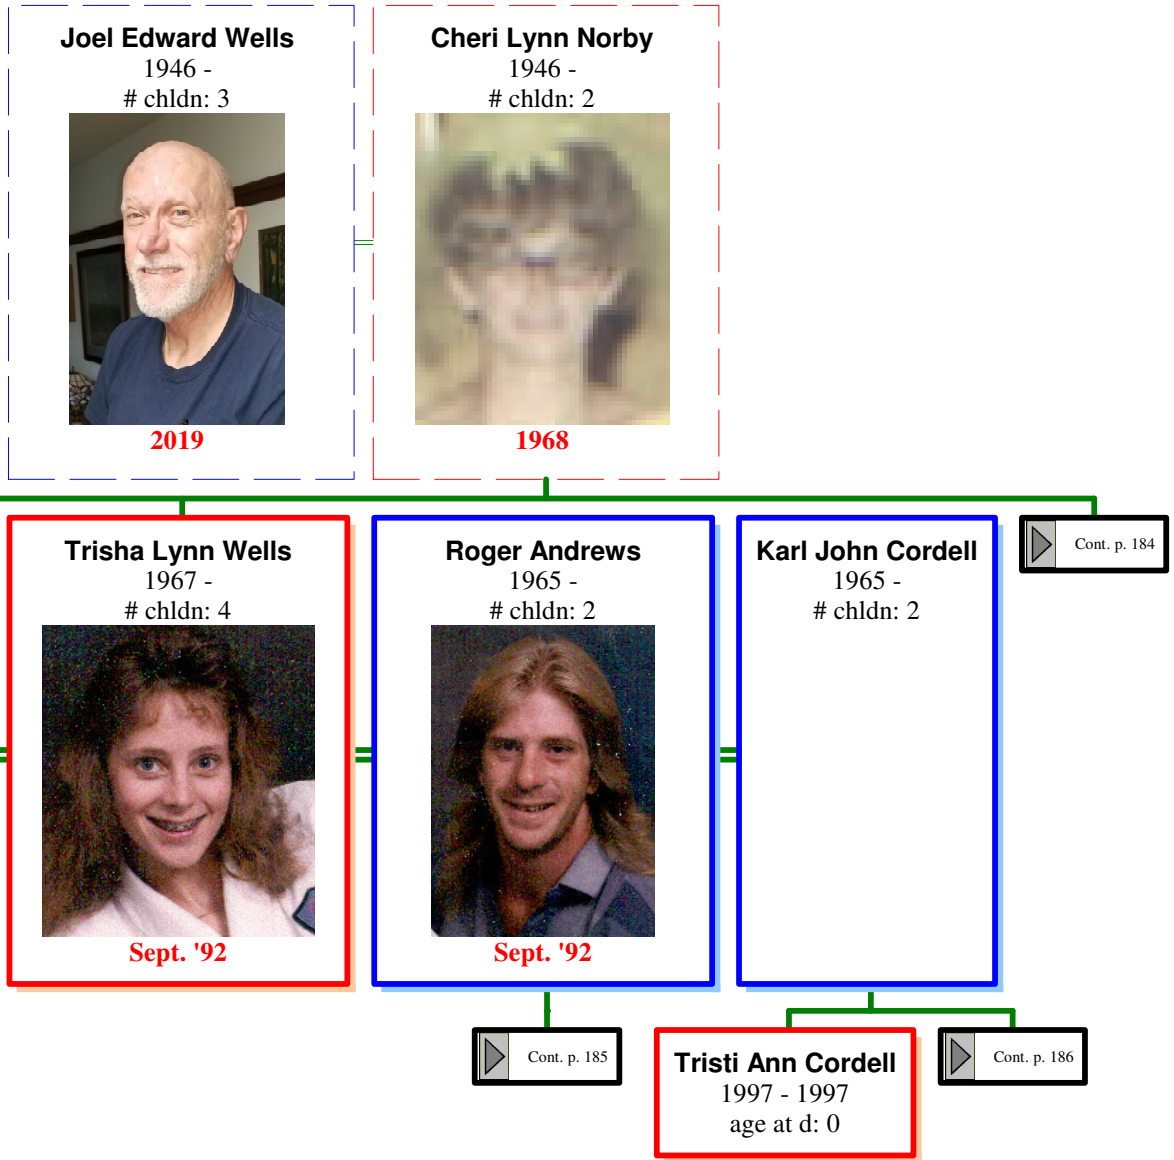 Joel Edward Wells
1946 -
# chldn: 3
2019
Cheri Lynn Norby
1946 -
# chldn: 2
1968
Trisha Lynn Wells
1967 -
# chldn: 4
Sept. '92
Roger Andrews
1965 -
# chldn: 2
Sept. '92
Karl John Cordell
1965 -
# chldn: 2
Cont. p. 184
Cont. p. 185
Tristi Ann Cordell
1997 - 1997
age at d: 0
Cont. p. 186